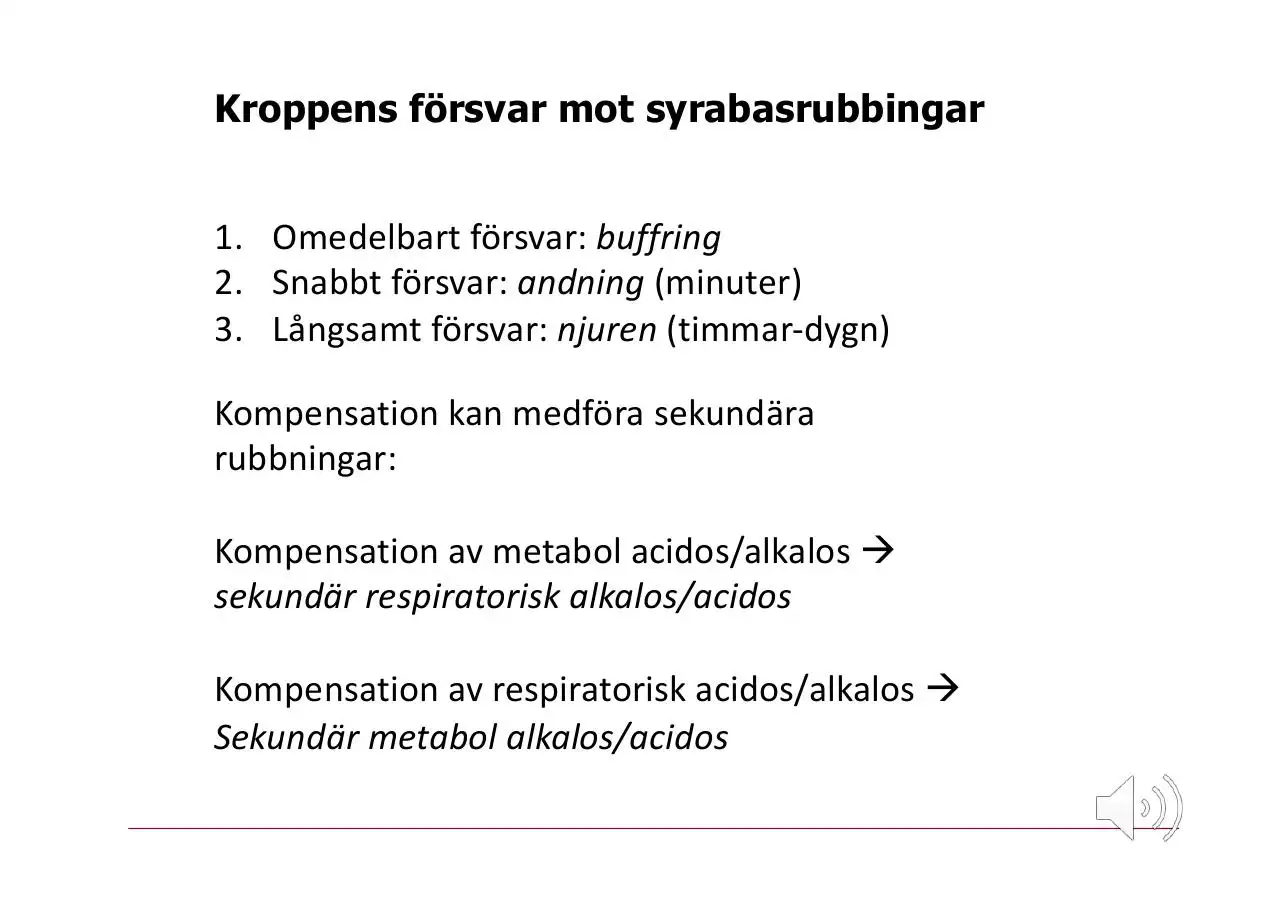 Kroppens försvar mot syrabasrubbingar
1. Omedelbart försvar: buffring
2. Snabbt försvar: andning (minuter)
3. Långsamt försvar: njuren (timmar-dygn)
Kompensation kan medföra sekundära
rubbningar:
Kompensation av metabol acidos/alkalos →
sekundär respiratorisk alkalos/acidos
Kompensation av respiratorisk acidos/alkalos →
Sekundär metabol alkalos/acidos